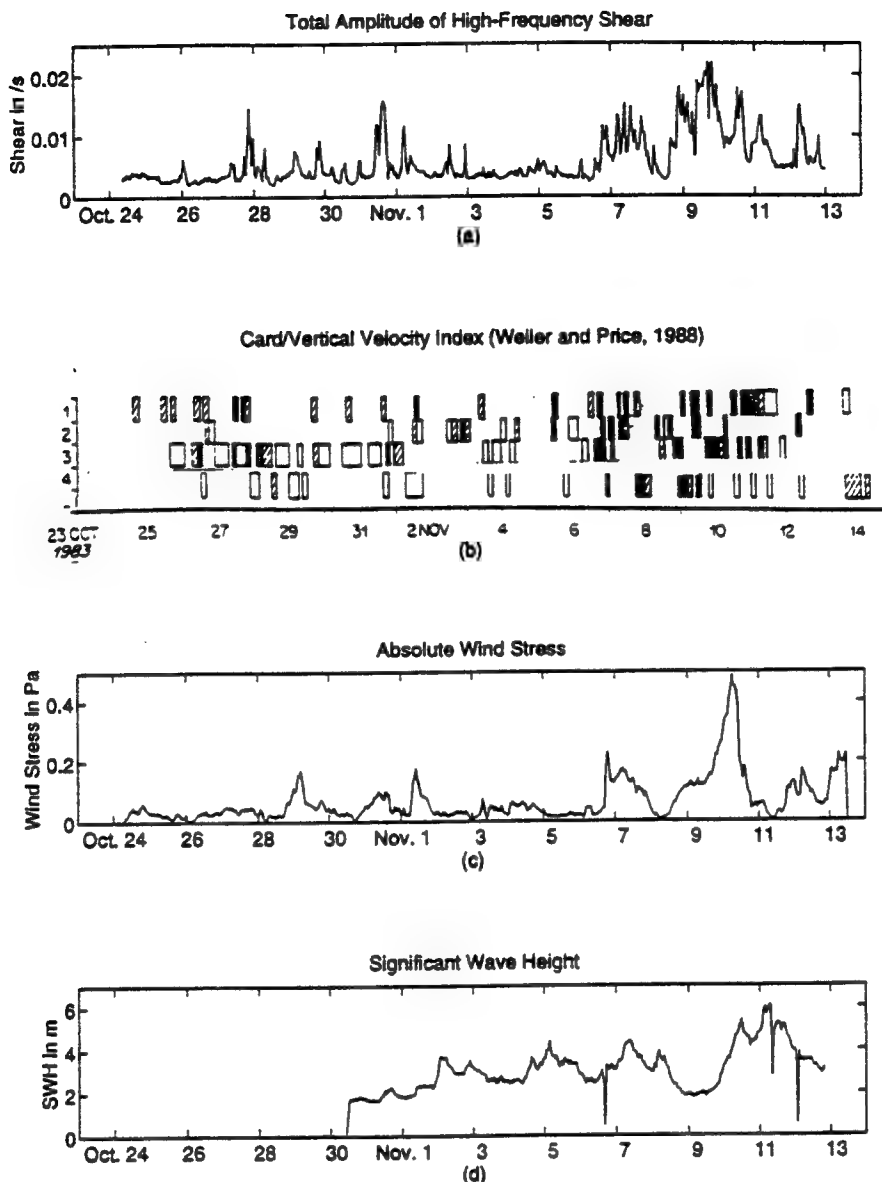 Total Amplitude of High-Frequency Shear
Shear in /s
0.02
0.01
0
Oct. 24 26 28 30 Nov. 1 3 5 7 9 11 13
(a)
Card/Vertical Velocity Index (Weller and Price, 1988)
1
2
3
4
23 OCT 25 27 29 31 2 NOV 4 6 8 10 12 14
1983
(b)
Absolute Wind Stress
Wind Stress in Pa
0.4
0.2
0
Oct. 24 26 28 30 Nov. 1 3 5 7 9 11 13
(c)
Significant Wave Height
SWH in m
6
4
2
0
Oct. 24 26 28 30 Nov. 1 3 5 7 9 11 13
(d)